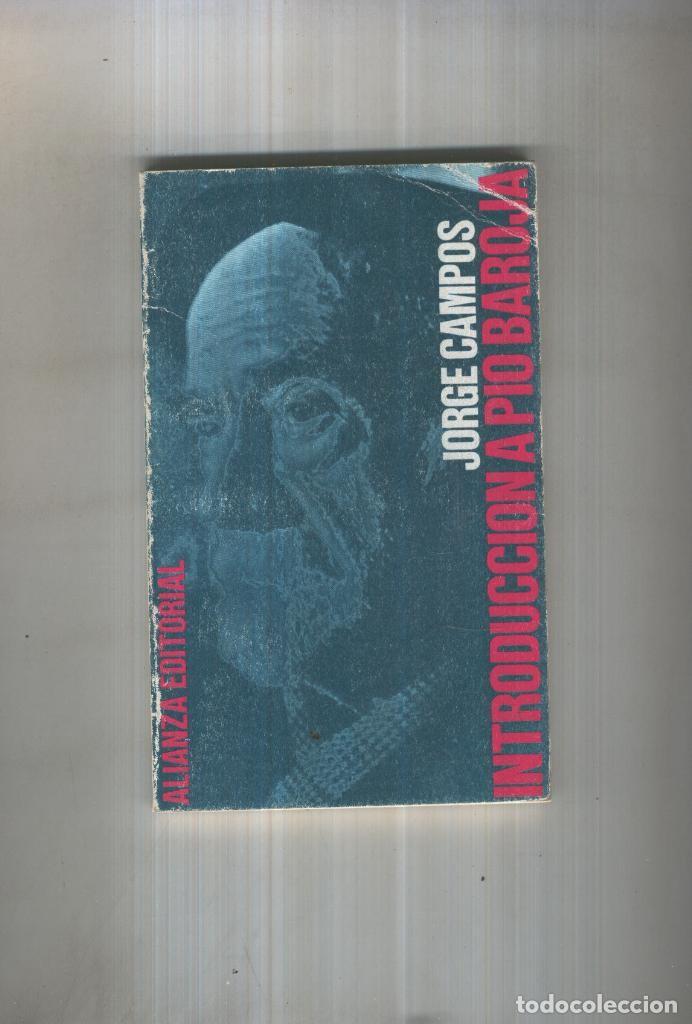 JORGE CAMPOS
INTRODUCCION A PIO BAROJA
ALIANZA EDITORIAL
todocoleccion